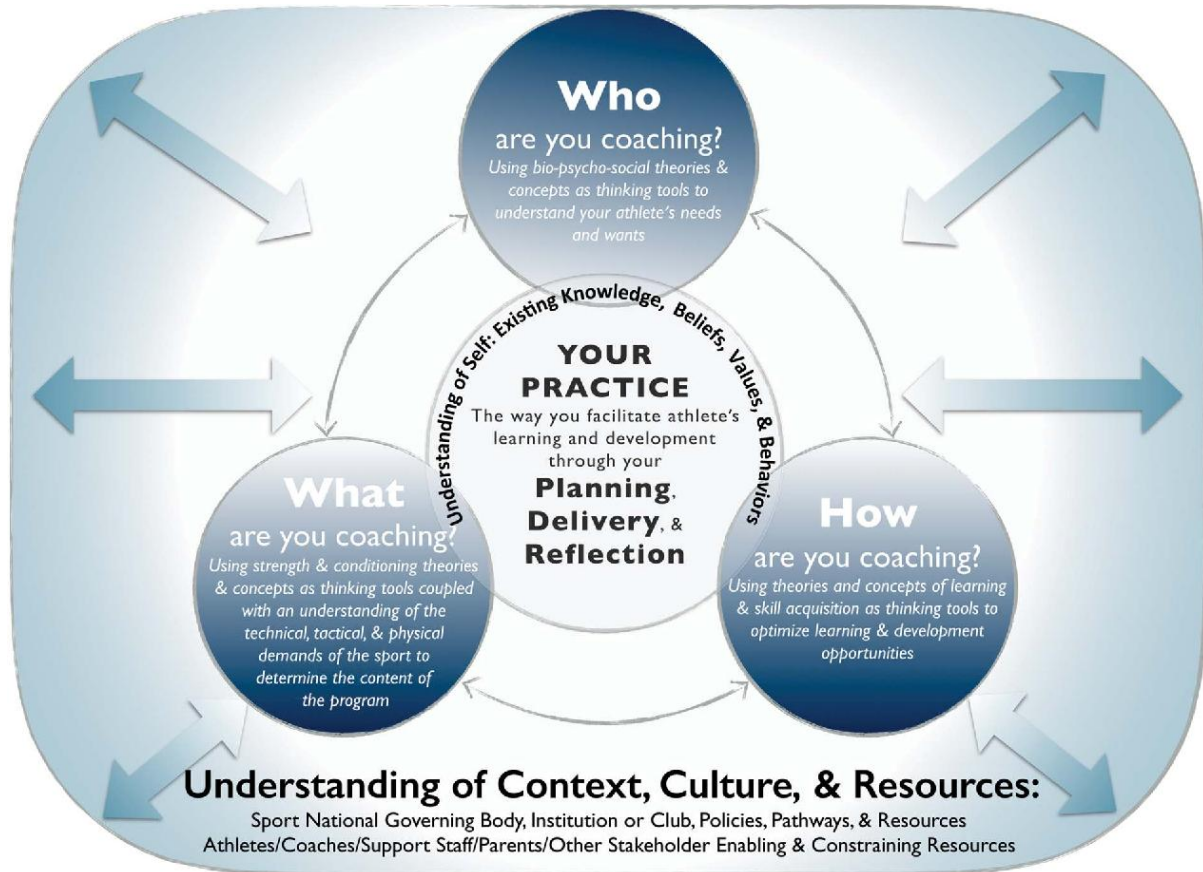 Who
are you coaching?
Using bio-psycho-social theories &
concepts as thinking tools to
understand your athlete's needs
and wants
Understanding of Self: Existing Knowledge, Beliefs, Values, & Behaviors
YOUR
PRACTICE
The way you facilitate athlete's
learning and development
through your
Planning,
Delivery, &
Reflection
What
are you coaching?
Using strength & conditioning theories
& concepts as thinking tools coupled
with an understanding of the
technical, tactical, & physical
demands of the sport to
determine the content of
the program
How
are you coaching?
Using theories and concepts of learning
& skill acquisition as thinking tools to
optimize learning & development
opportunities
Understanding of Context, Culture, & Resources:
Sport National Governing Body, Institution or Club, Policies, Pathways, & Resources
Athletes/Coaches/Support Staff/Parents/Other Stakeholder Enabling & Constraining Resources